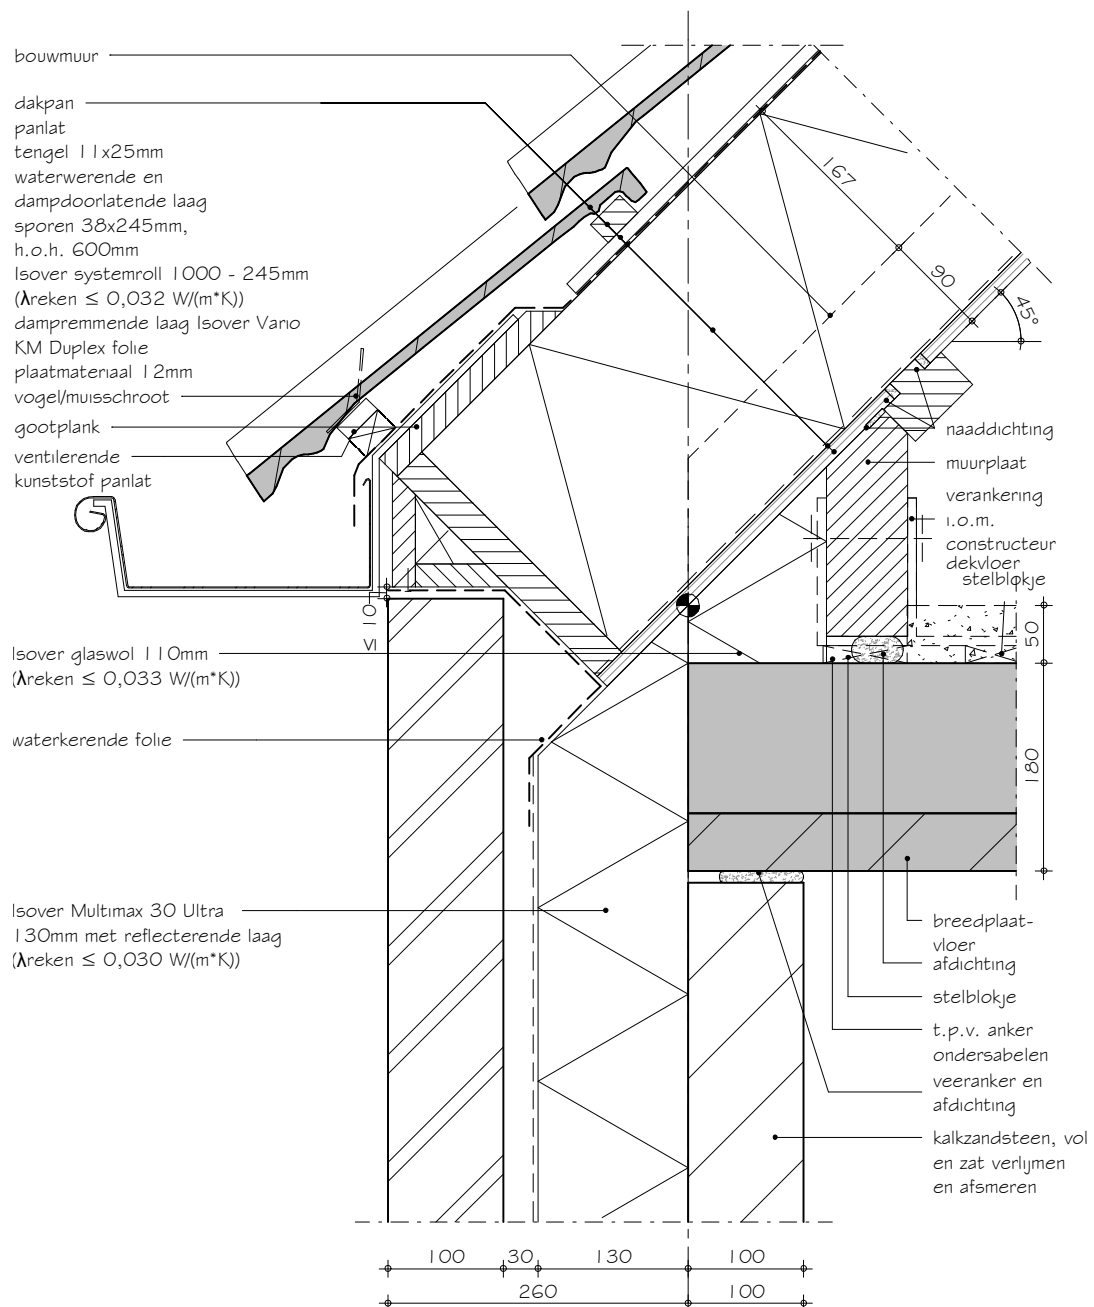 bouwmuur
dakpan
panlat
tengel 11x25mm
waterwerende en
dampdoorlatende laag
sporen 38x245mm,
h.o.h. 600mm
Isover systemroll 1000 - 245mm
(λreken ≤ 0,032 W/(m*K))
dampremmende laag Isover Vario
KM Duplex folie
plaatmateriaal 12mm
vogel/muisschroot
gootplank
ventilerende
kunststof panlat
167
90
45°
naaddichting
muurplaat
verankering
i.o.m.
constructeur
dekvloer
stelblokje
≥ 10
50
180
Isover glaswol 110mm
(λreken ≤ 0,033 W/(m*K))
waterkerende folie
Isover Multimax 30 Ultra
130mm met reflecterende laag
(λreken ≤ 0,030 W/(m*K))
breedplaat-
vloer
afdichting
stelblokje
t.p.v. anker
ondersabelen
veeranker en
afdichting
kalkzandsteen, vol
en zat verlijmen
en afsmeren
100 30 130 100
260 100